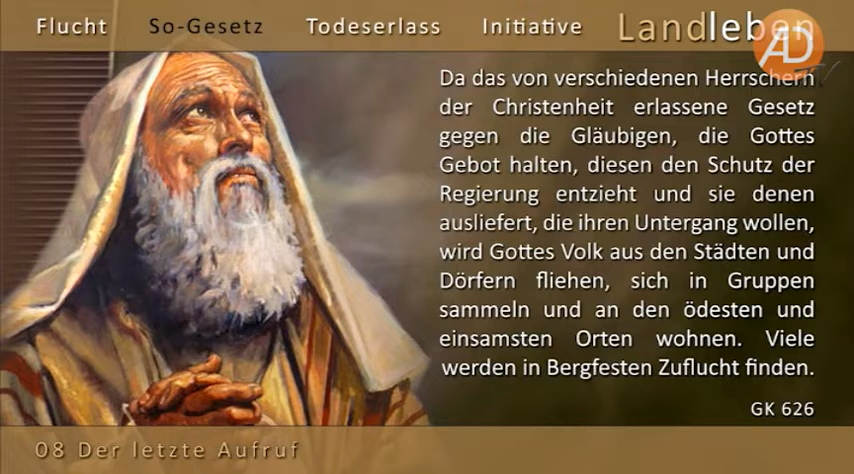 Flucht So-Gesetz Todeserlass Initiative Landleben
AD
TV
Da das von verschiedenen Herrschern
der Christenheit erlassene Gesetz
gegen die Gläubigen, die Gottes
Gebot halten, diesen den Schutz der
Regierung entzieht und sie denen
ausliefert, die ihren Untergang wollen,
wird Gottes Volk aus den Städten und
Dörfern fliehen, sich in Gruppen
sammeln und an den ödesten und
einsamsten Orten wohnen. Viele
werden in Bergfesten Zuflucht finden.
GK 626
08 Der letzte Aufruf